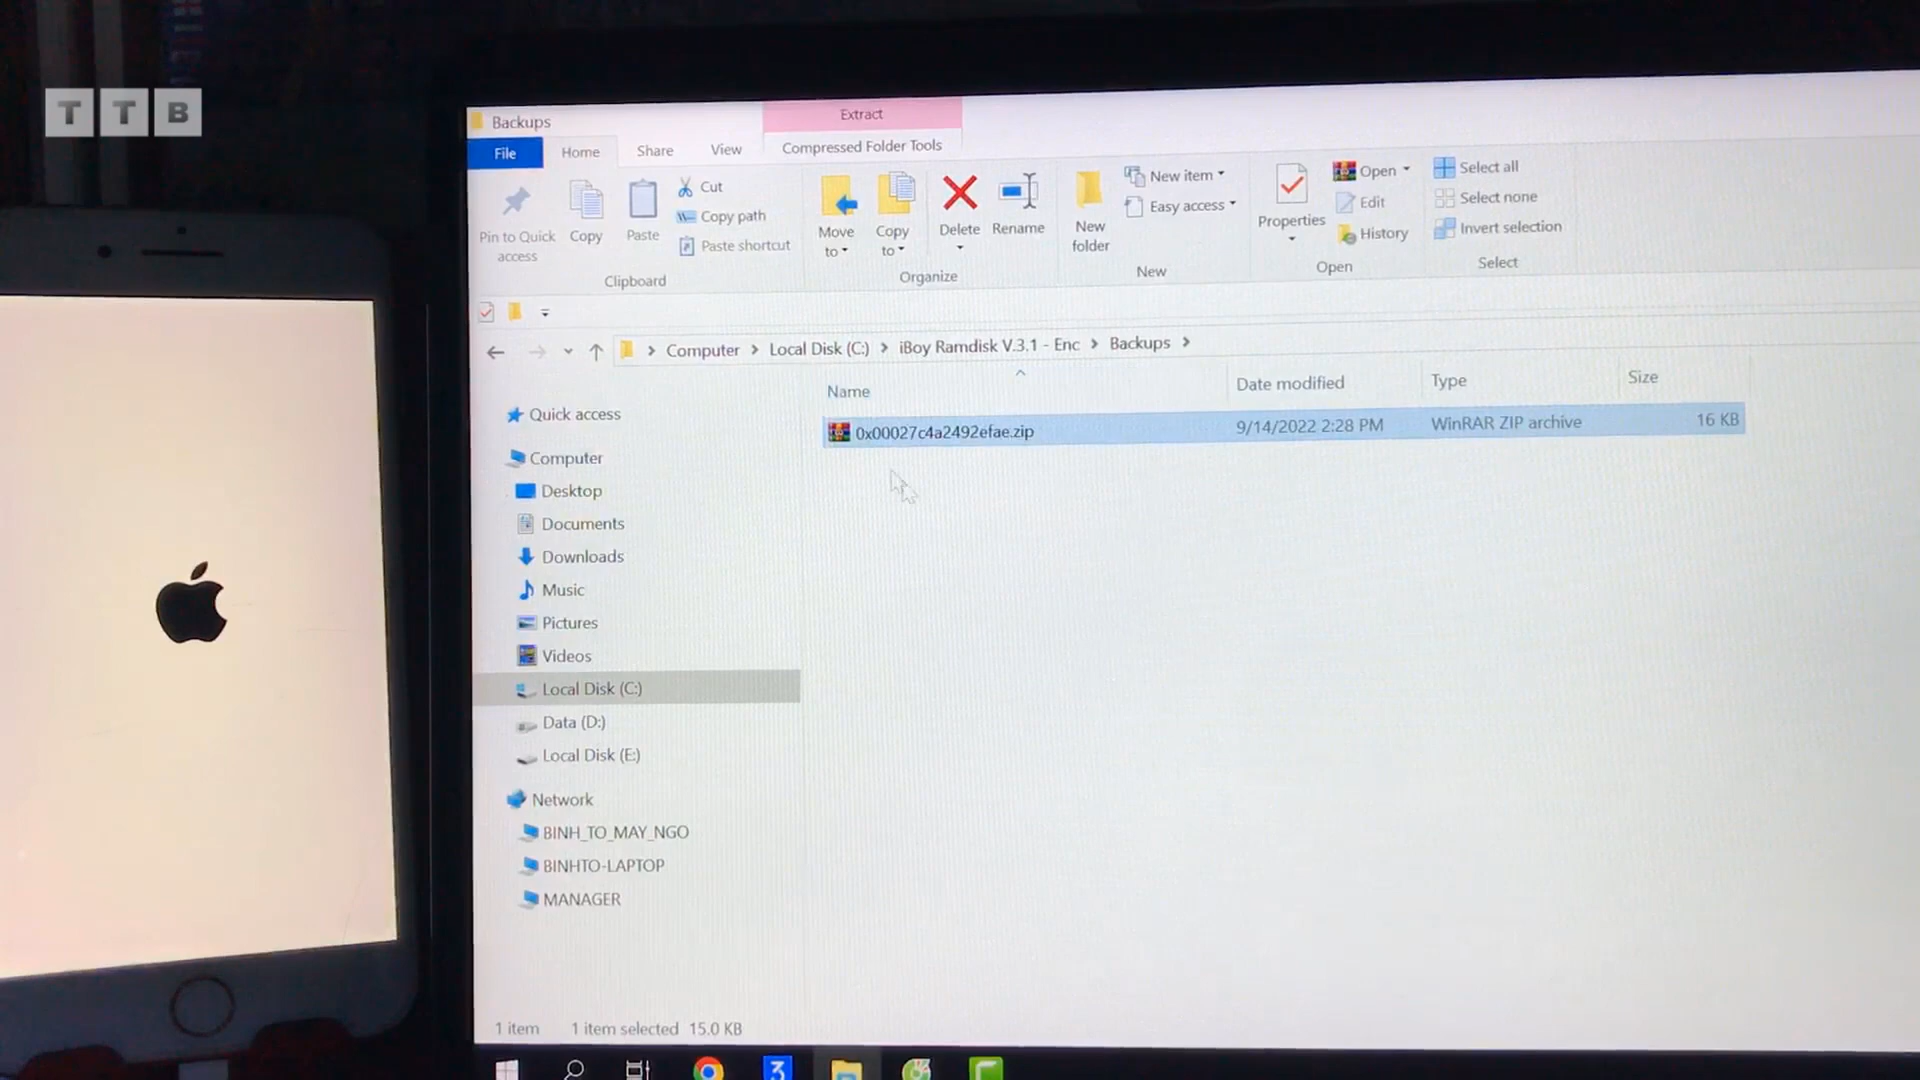 TTB
Backups
Extract
File
Home
Share
View
Compressed Folder Tools
Pin to Quick access
Copy
Paste
Cut
Copy path
Paste shortcut
Clipboard
Move to
Copy to
Delete
Rename
Organize
New folder
New item
Easy access
New
Properties
Open
Edit
History
Open
Select all
Select none
Invert selection
Select
Computer > Local Disk (C:) > iBoy Ramdisk V.3.1 - Enc > Backups >
Name Date modified Type Size
0x00027c4a2492efae.zip 9/14/2022 2:28 PM WinRAR ZIP archive 16 KB
Quick access
Computer
Desktop
Documents
Downloads
Music
Pictures
Videos
Local Disk (C:)
Data (D:)
Local Disk (E:)
Network
BINH_TO_MAY_NGO
BINHTO-LAPTOP
MANAGER
1 item 1 item selected 15.0 KB
3